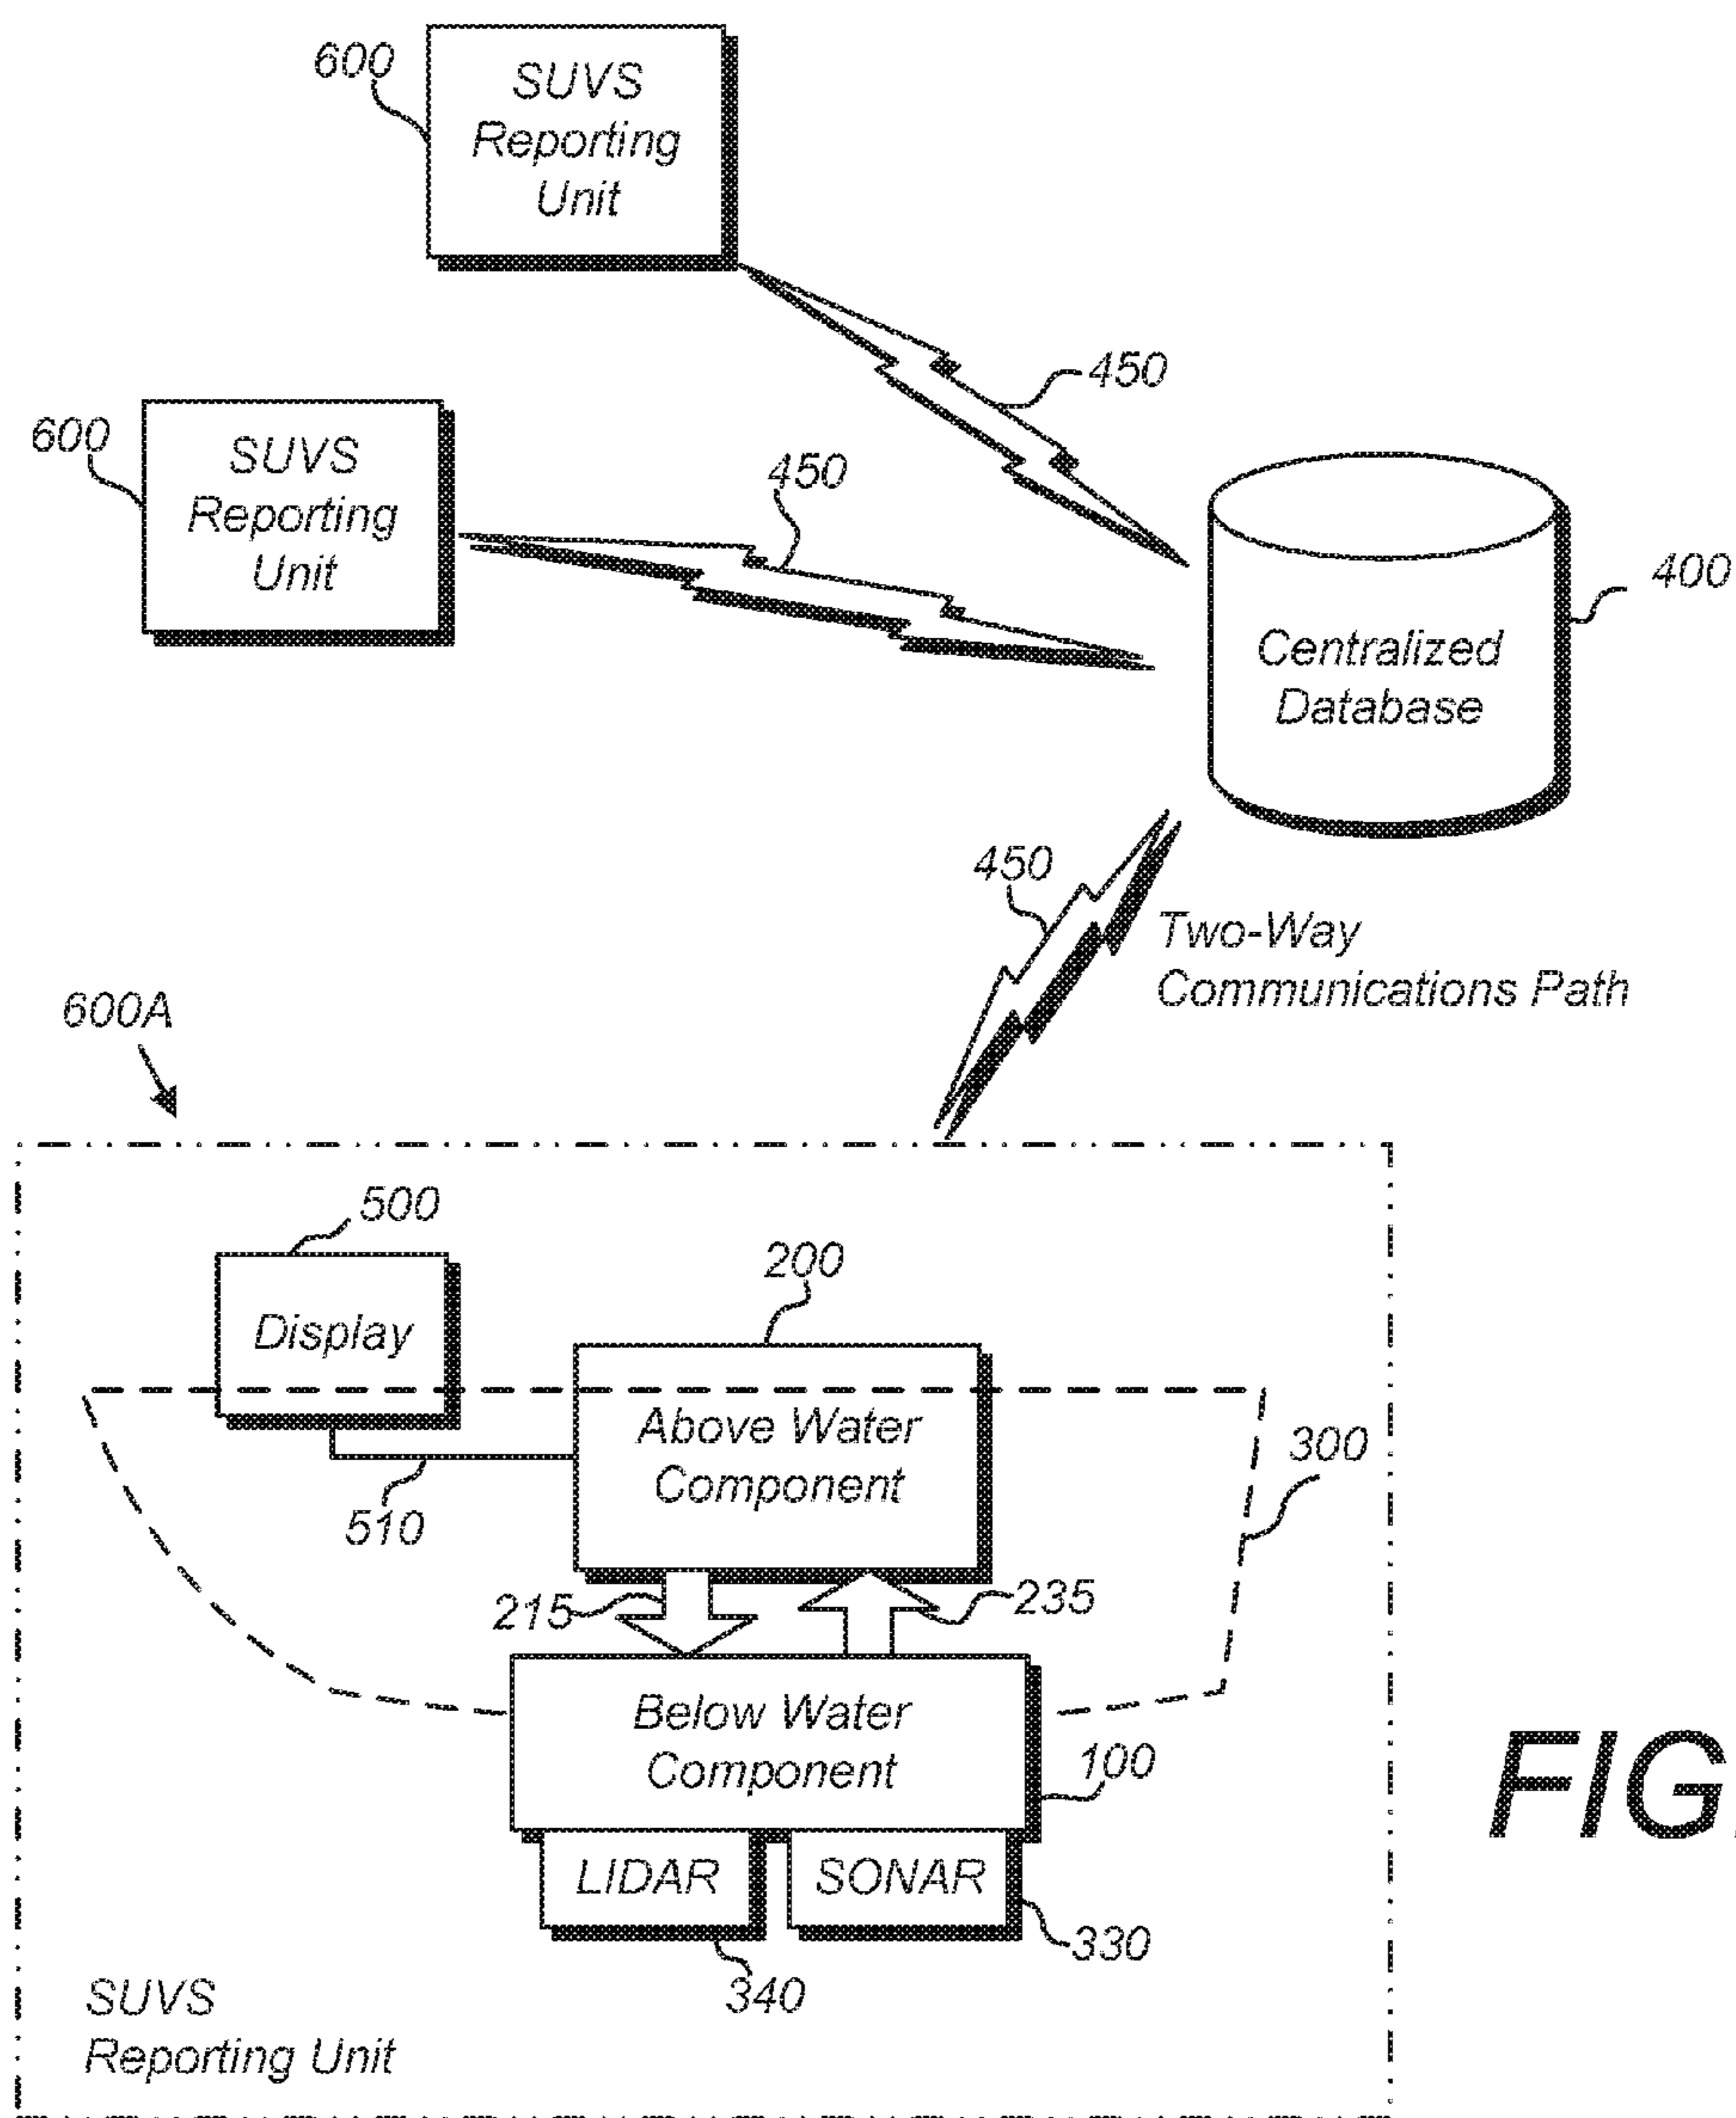 600
SUVS
Reporting
Unit
450
600
SUVS
Reporting
Unit
450
400
Centralized
Database
450
Two-Way
Communications Path
600A
500
200
Display
Above Water
Component
300
510
215
235
Below Water
Component
100
LIDAR
SONAR
330
340
SUVS
Reporting Unit
FIG.